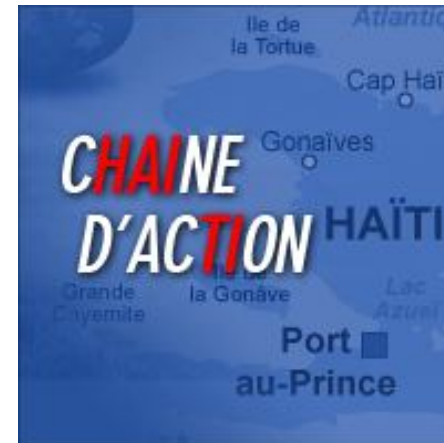 Ile de
la Tortue
Atlantic
Cap Haï
Gonaïves
CHAINE
D'ACTION
HAÏTI
la Gonâve
Grande
Cayemite
Lac
Azuei
Port
au-Prince